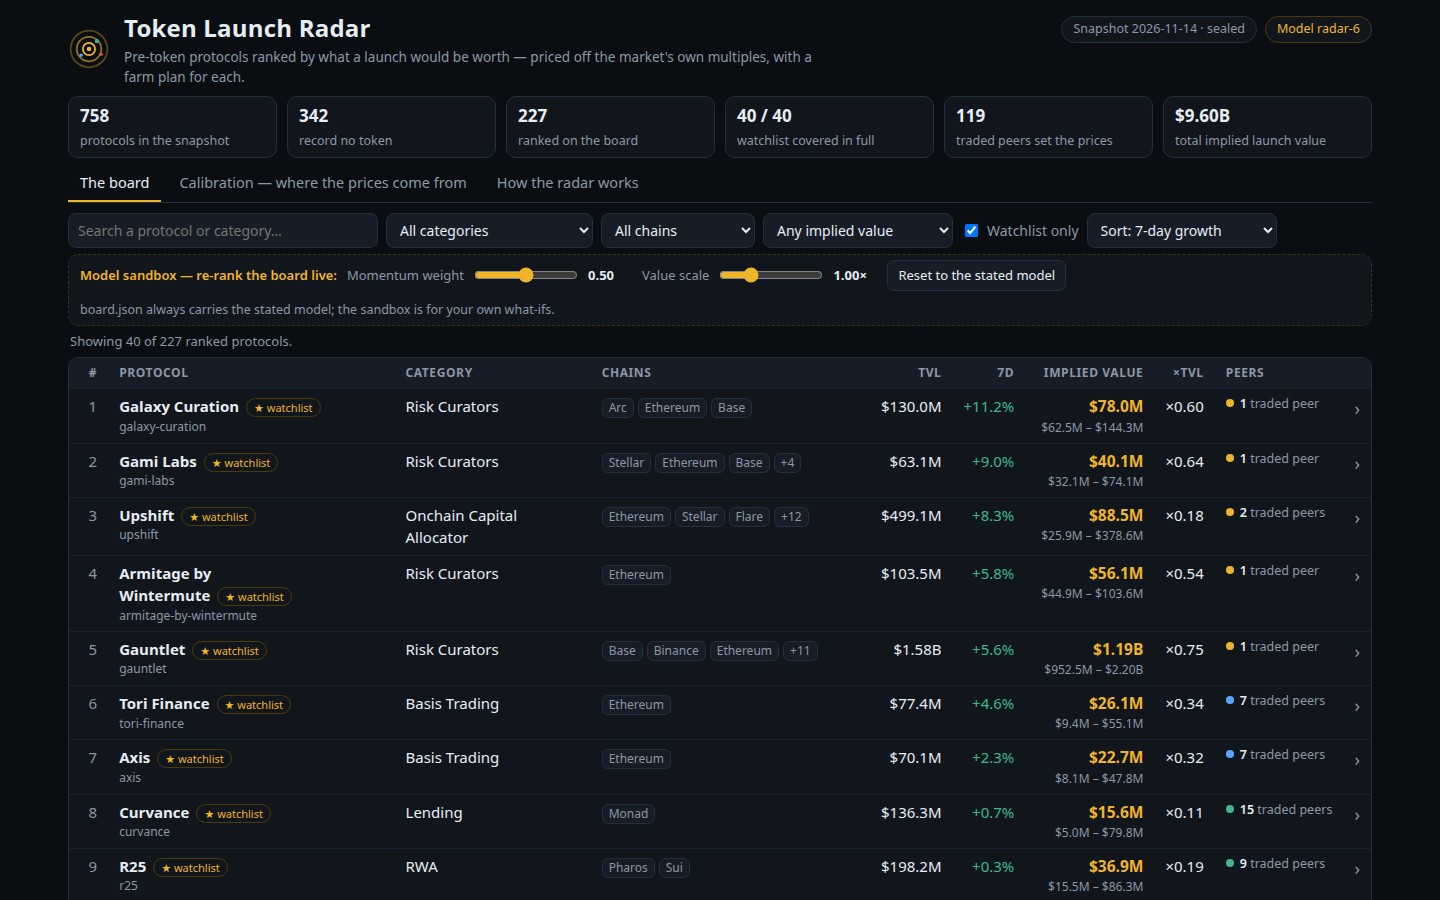 Token Launch Radar
Pre-token protocols ranked by what a launch would be worth — priced off the market's own multiples, with a
farm plan for each.
Snapshot 2026-11-14 · sealed
Model radar-6
758
protocols in the snapshot
342
record no token
227
ranked on the board
40 / 40
watchlist covered in full
119
traded peers set the prices
$9.60B
total implied launch value
The board
Calibration — where the prices come from
How the radar works
Search a protocol or category...
All categories
All chains
Any implied value
Watchlist only
Sort: 7-day growth
Model sandbox — re-rank the board live: Momentum weight 0.50 Value scale 1.00× Reset to the stated model
board.json always carries the stated model; the sandbox is for your own what-ifs.
Showing 40 of 227 ranked protocols.
# PROTOCOL CATEGORY CHAINS TVL 7D IMPLIED VALUE ×TVL PEERS
1 Galaxy Curation ★ watchlist Risk Curators Arc Ethereum Base $130.0M +11.2% $78.0M ×0.60 1 traded peer ›
galaxy-curation $62.5M – $144.3M
2 Gami Labs ★ watchlist Risk Curators Stellar Ethereum Base +4 $63.1M +9.0% $40.1M ×0.64 1 traded peer ›
gami-labs $32.1M – $74.1M
3 Upshift ★ watchlist Onchain Capital Ethereum Stellar Flare +12 $499.1M +8.3% $88.5M ×0.18 2 traded peers ›
upshift Allocator $25.9M – $378.6M
4 Armitage by Risk Curators Ethereum $103.5M +5.8% $56.1M ×0.54 1 traded peer ›
Wintermute ★ watchlist $44.9M – $103.6M
armitage-by-wintermute
5 Gauntlet ★ watchlist Risk Curators Base Binance Ethereum +11 $1.58B +5.6% $1.19B ×0.75 1 traded peer ›
gauntlet $952.5M – $2.20B
6 Tori Finance ★ watchlist Basis Trading Ethereum $77.4M +4.6% $26.1M ×0.34 7 traded peers ›
tori-finance $9.4M – $55.1M
7 Axis ★ watchlist Basis Trading Ethereum $70.1M +2.3% $22.7M ×0.32 7 traded peers ›
axis $8.1M – $47.8M
8 Curvance ★ watchlist Lending Monad $136.3M +0.7% $15.6M ×0.11 15 traded peers ›
curvance $5.0M – $79.8M
9 R25 ★ watchlist RWA Pharos Sui $198.2M +0.3% $36.9M ×0.19 9 traded peers ›
r25 $15.5M – $86.3M